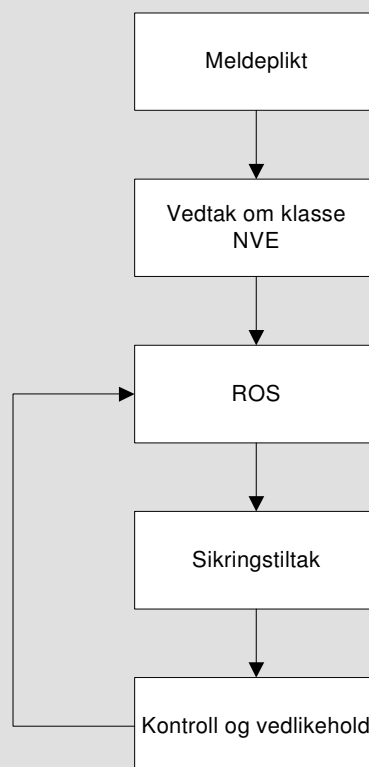 Meldeplikt
Vedtak om klasse
NVE
ROS
Sikringstiltak
Kontroll og vedlikehold